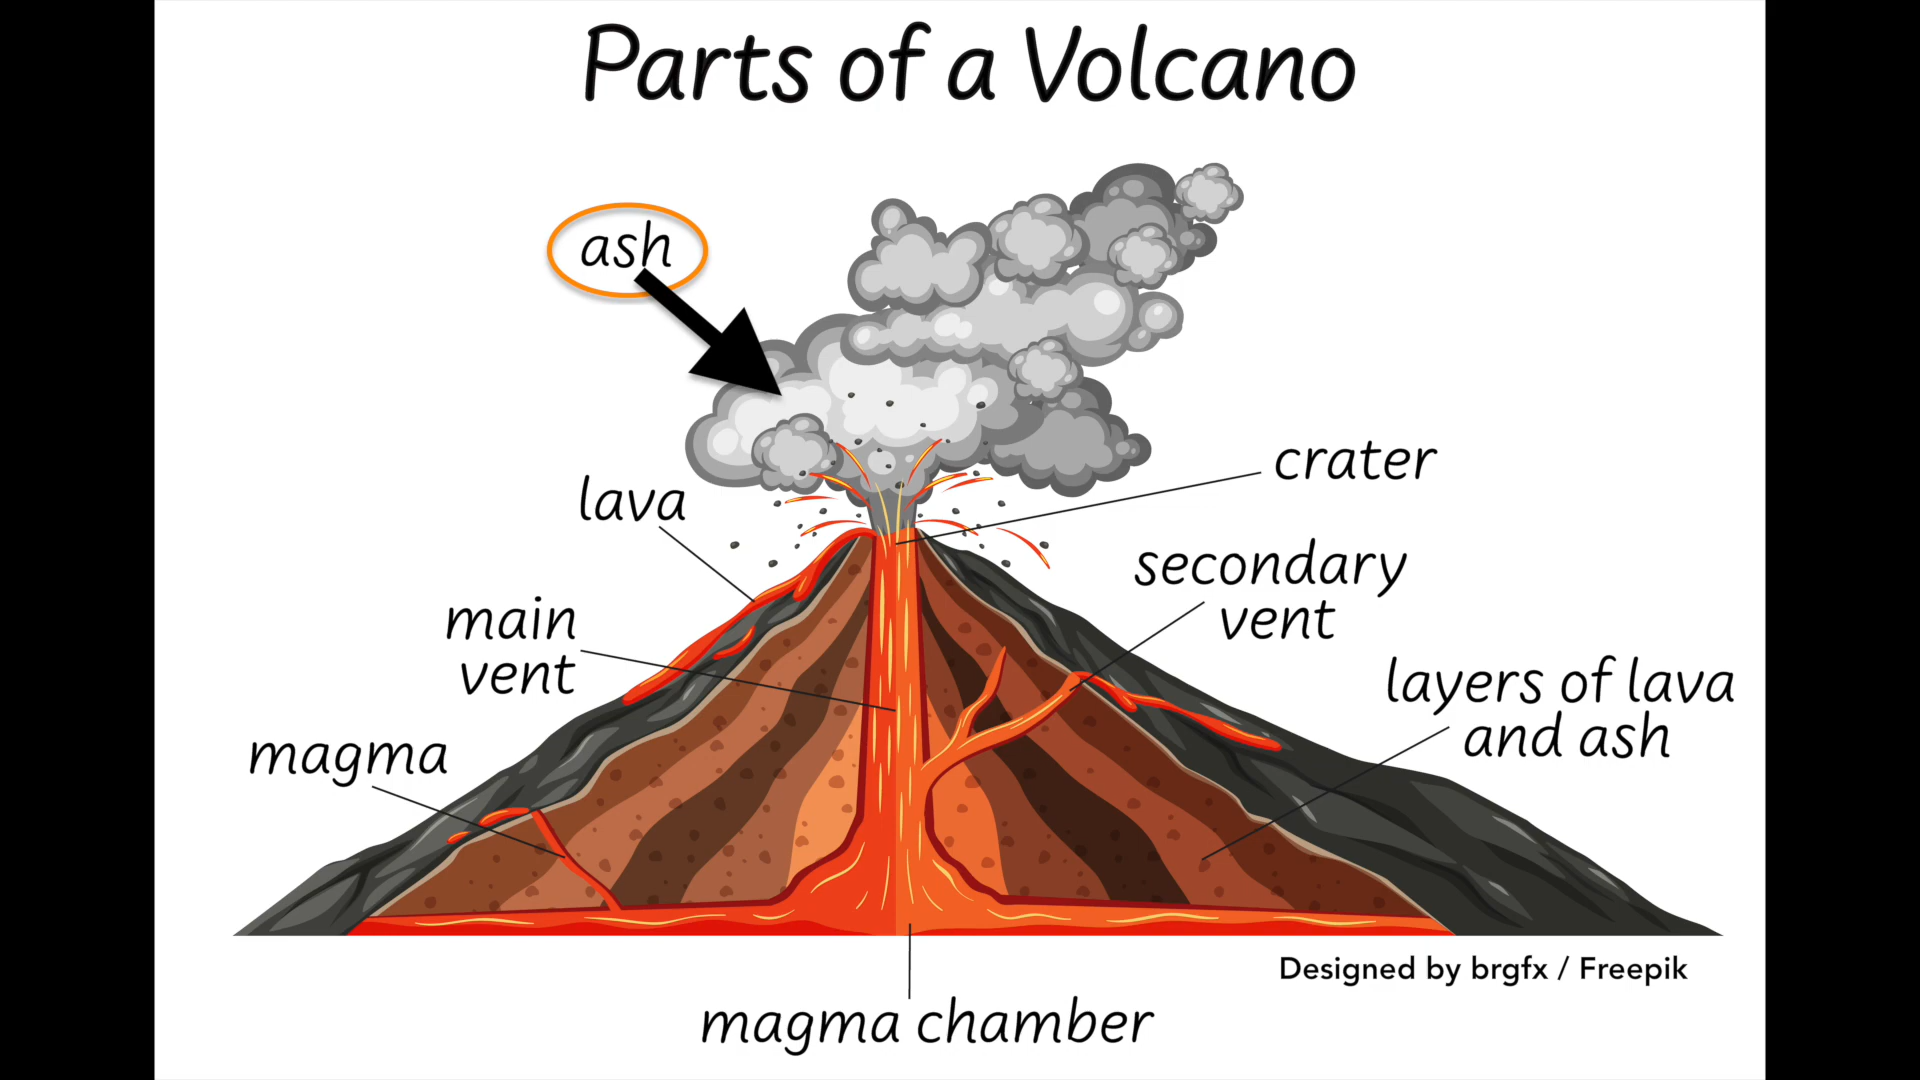 Parts of a Volcano
ash
crater
lava
secondary
vent
main
vent
layers of lava
and ash
magma
Designed by brgfx / Freepik
magma chamber